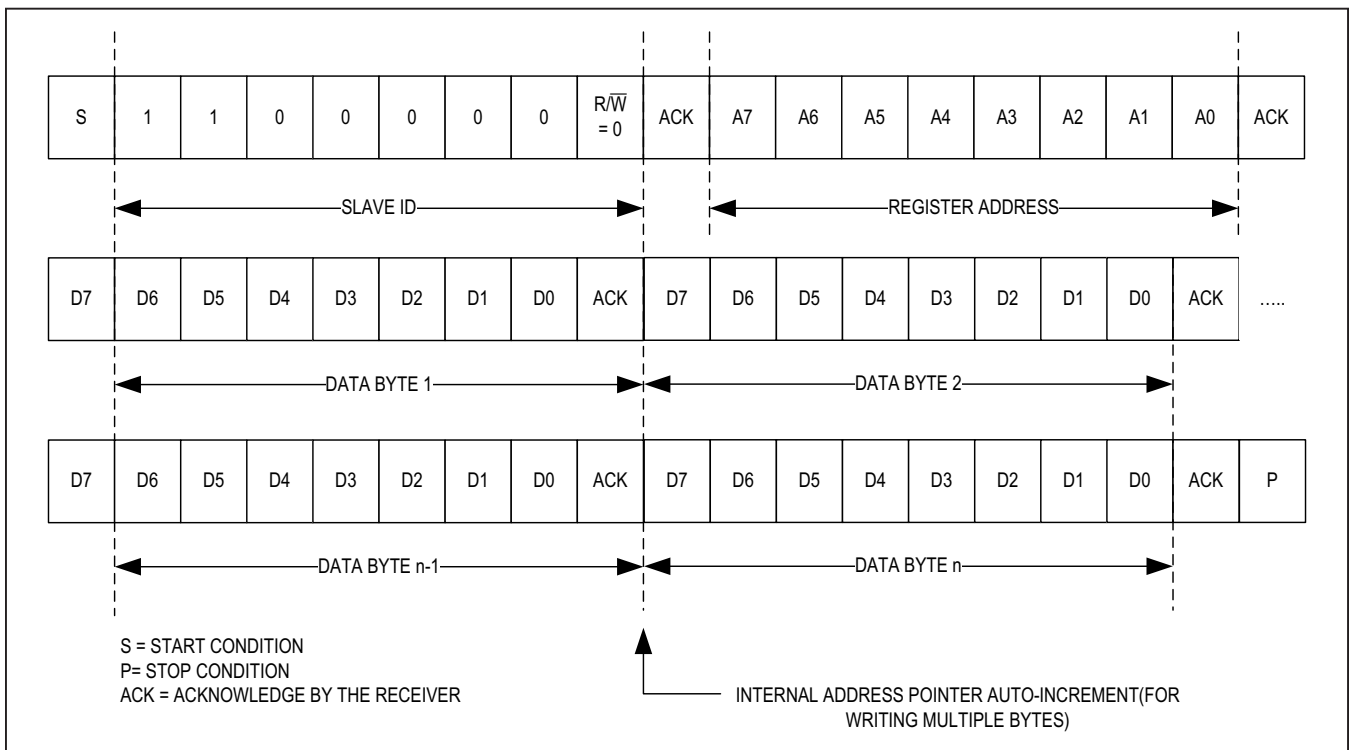 S 1 1 0 0 0 0 0 R/W̅ = 0 ACK A7 A6 A5 A4 A3 A2 A1 A0 ACK
SLAVE ID REGISTER ADDRESS
D7 D6 D5 D4 D3 D2 D1 D0 ACK D7 D6 D5 D4 D3 D2 D1 D0 ACK .....
DATA BYTE 1 DATA BYTE 2
D7 D6 D5 D4 D3 D2 D1 D0 ACK D7 D6 D5 D4 D3 D2 D1 D0 ACK P
DATA BYTE n-1 DATA BYTE n
S = START CONDITION
P= STOP CONDITION
ACK = ACKNOWLEDGE BY THE RECEIVER
INTERNAL ADDRESS POINTER AUTO-INCREMENT(FOR
WRITING MULTIPLE BYTES)